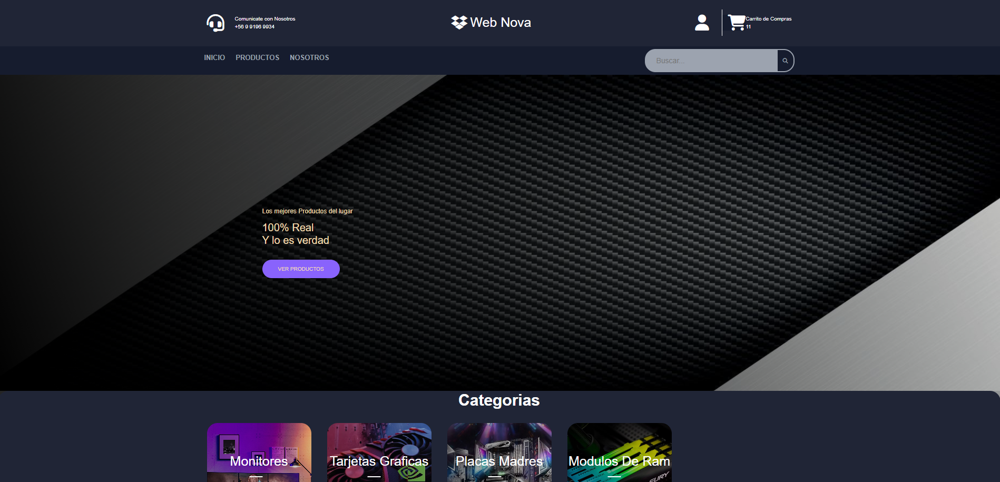 Comunicate con Nosotros
+56 9 9196 9934
Web Nova
Carrito de Compras
11
INICIO PRODUCTOS NOSOTROS
Buscar...
Los mejores Productos del lugar
100% Real
Y lo es verdad
VER PRODUCTOS
Categorias
Monitores
Tarjetas Graficas
Placas Madres
Modulos De Ram
FURY